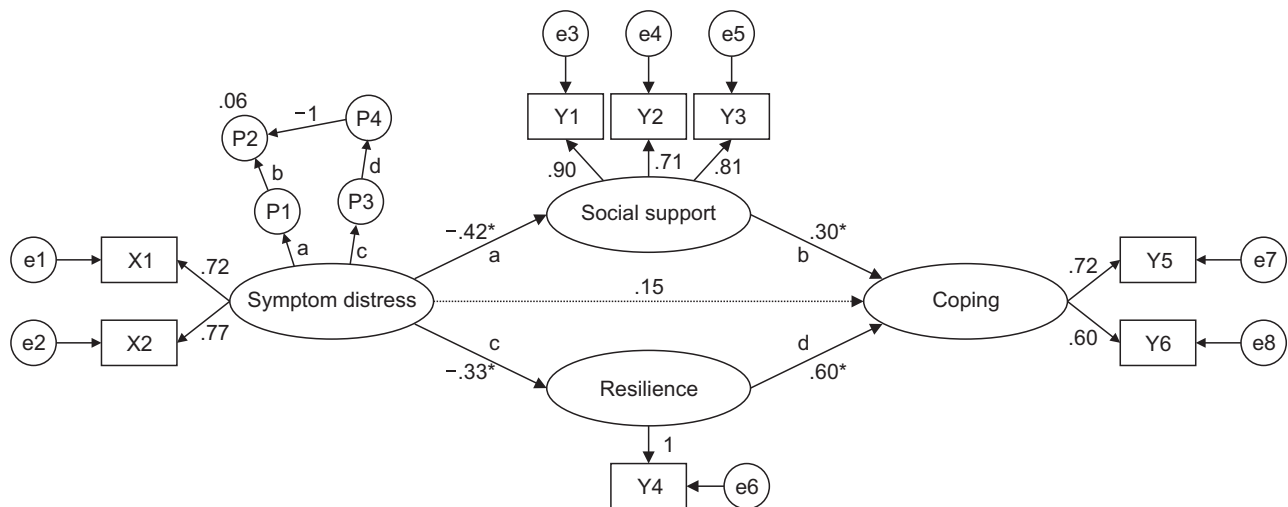 e3
e4
e5
.06
−1
P4
P2
Y1
Y2
Y3
b
d
.90
.71
.81
P1
P3
Social support
a
c
−.42*
a
.30*
b
e1
X1
.72
.72
Y5
e7
Symptom distress
.15
Coping
e2
X2
.77
.60
Y6
e8
c
−.33*
d
.60*
Resilience
1
Y4
e6